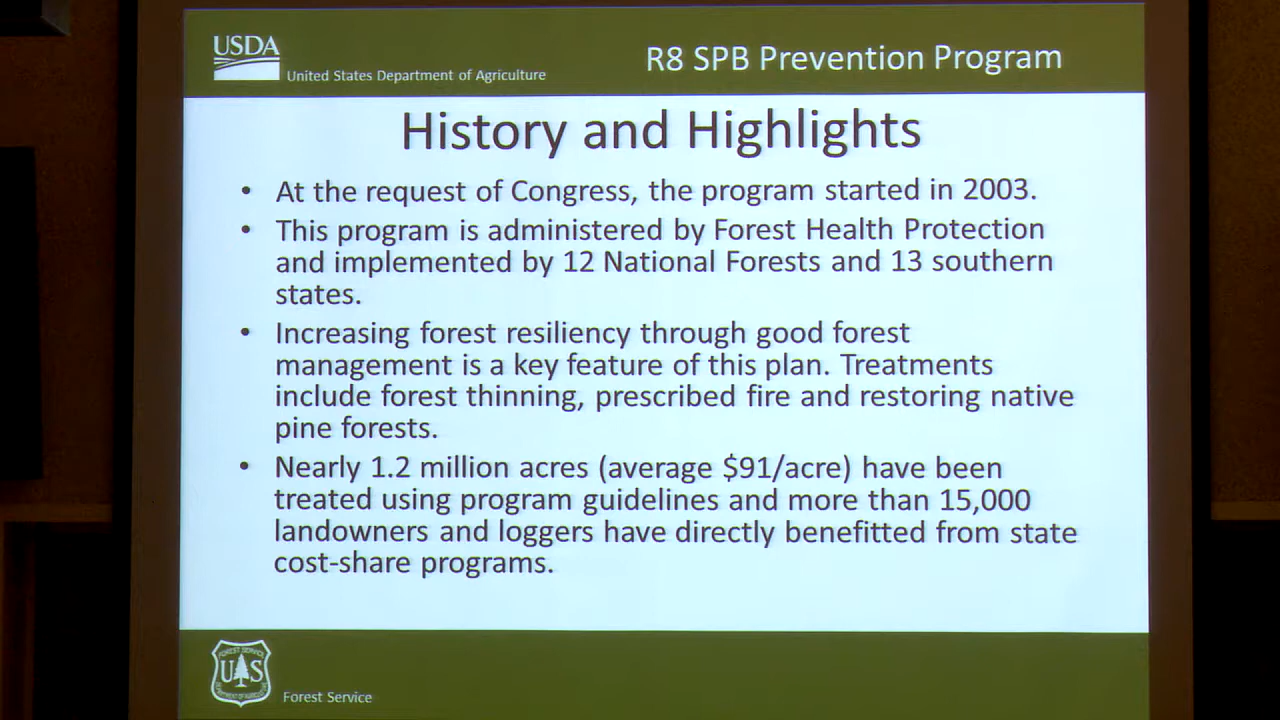 USDA
United States Department of Agriculture
R8 SPB Prevention Program
History and Highlights
• At the request of Congress, the program started in 2003.
• This program is administered by Forest Health Protection
and implemented by 12 National Forests and 13 southern
states.
• Increasing forest resiliency through good forest
management is a key feature of this plan. Treatments
include forest thinning, prescribed fire and restoring native
pine forests.
• Nearly 1.2 million acres (average $91/acre) have been
treated using program guidelines and more than 15,000
landowners and loggers have directly benefitted from state
cost-share programs.
FOREST SERVICE
U S
DEPARTMENT OF AGRICULTURE
Forest Service